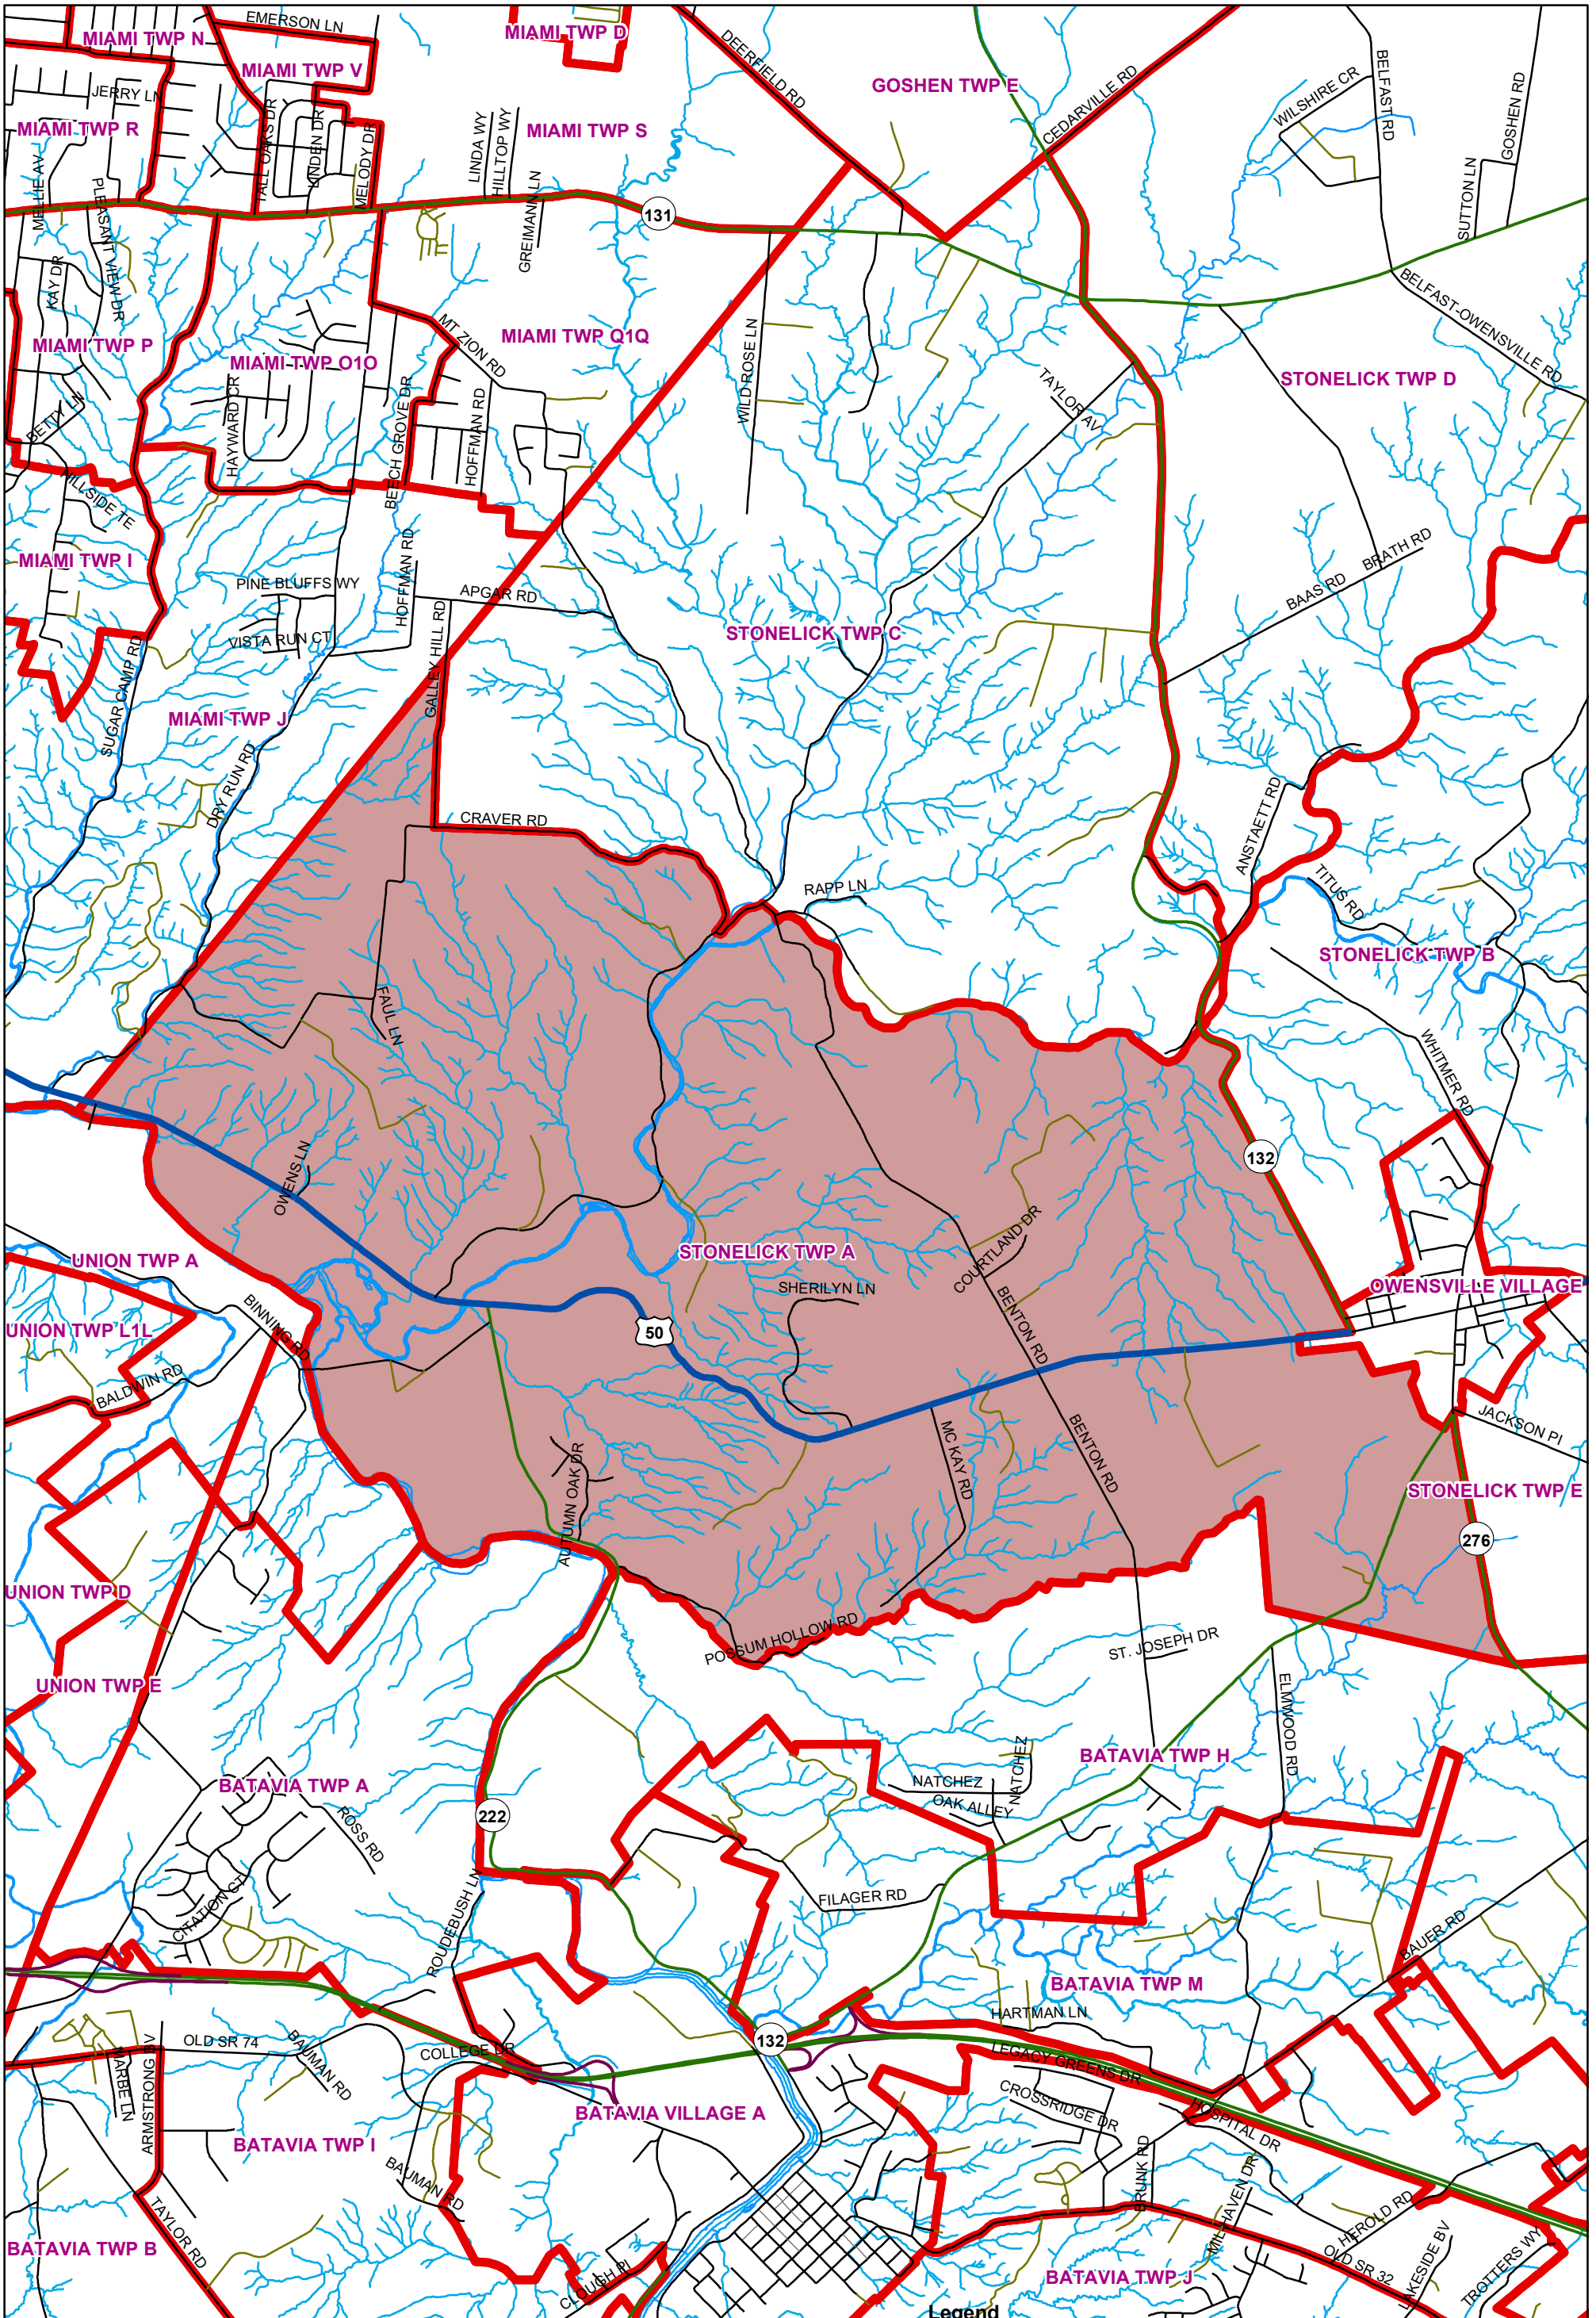 EMERSON LN
MIAMI TWP N
MIAMI TWP D
DEERFIELD RD
MIAMI TWP V
GOSHEN TWP E
CEDARVILLE RD
BELFAST RD
WILSHIRE CR
GOSHEN RD
JERRY LN
MIAMI TWP R
TALL OAKS DR
LINDEN DR
MELODY DR
LINDA WY
HILLTOP WY
MIAMI TWP S
MELLIE AV
PLEASANT VIEW DR
GREIMANN LN
131
SUTTON LN
KAY DR
BELFAST-OWENSVILLE RD
MIAMI TWP P
MIAMI TWP O1O
MT ZION RD
MIAMI TWP Q1Q
WILD ROSE LN
TAYLOR AV
STONELICK TWP D
BETTY LN
HAYWARD CR
BEECH GROVE DR
HOFFMAN RD
HILLSIDE TE
MIAMI TWP I
PINE BLUFFS WY
HOFFMAN RD
APGAR RD
BRATH RD
BAAS RD
VISTA RUN CT
GALLEY HILL RD
STONELICK TWP C
SUGAR CAMP RD
MIAMI TWP J
DRY RUN RD
CRAVER RD
ANSTAETT RD
RAPP LN
TITUS RD
STONELICK TWP B
FAUL LN
WHITMER RD
132
OWENS LN
COURTLAND DR
STONELICK TWP A
UNION TWP A
SHERILYN LN
OWENSVILLE VILLAGE
BINNING RD
BENTON RD
UNION TWP L1L
50
BALDWIN RD
MC KAY RD
BENTON RD
JACKSON PI
AUTUMN OAK DR
STONELICK TWP E
276
UNION TWP D
POSSUM HOLLOW RD
ST. JOSEPH DR
UNION TWP E
ELMWOOD RD
BATAVIA TWP H
BATAVIA TWP A
NATCHEZ
NATCHEZ
OAK ALLEY
222
ROSS RD
CITATION CT
FILAGER RD
ROUDEBUSH LN
BAUER RD
BATAVIA TWP M
HARTMAN LN
132
OLD SR 74
BAUMAN RD
COLLEGE DR
MARBE LN
ARMSTRONG BV
LEGACY GREENS DR
CROSSRIDGE DR
HOSPITAL DR
BATAVIA VILLAGE A
BATAVIA TWP I
BAUMAN RD
BRUNK RD
MILLHAVEN DR
TAYLOR RD
HEROLD RD
BATAVIA TWP B
OLD SR 32
LAKESIDE BV
TROTTERS WY
CLOUGH PI
BATAVIA TWP J
Legend